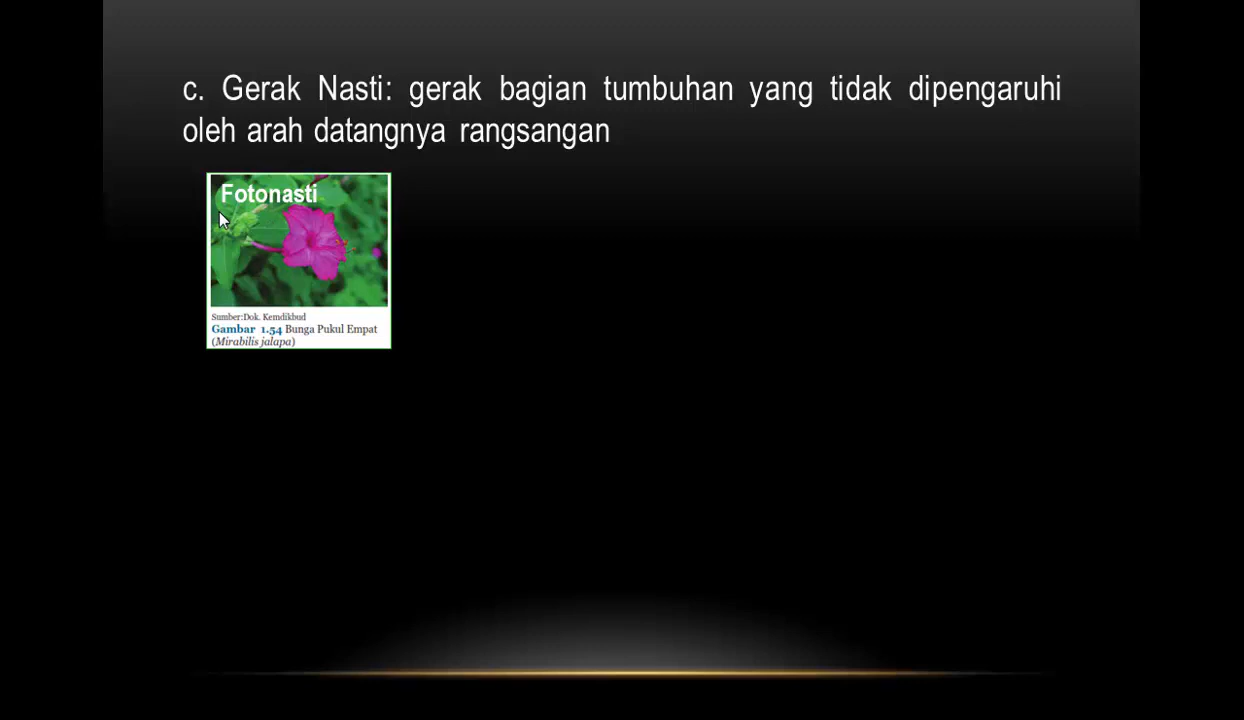 c. Gerak Nasti: gerak bagian tumbuhan yang tidak dipengaruhi
oleh arah datangnya rangsangan
Fotonasti
Sumber:Dok. Kemdikbud
Gambar 1.54 Bunga Pukul Empat
(Mirabilis jalapa)